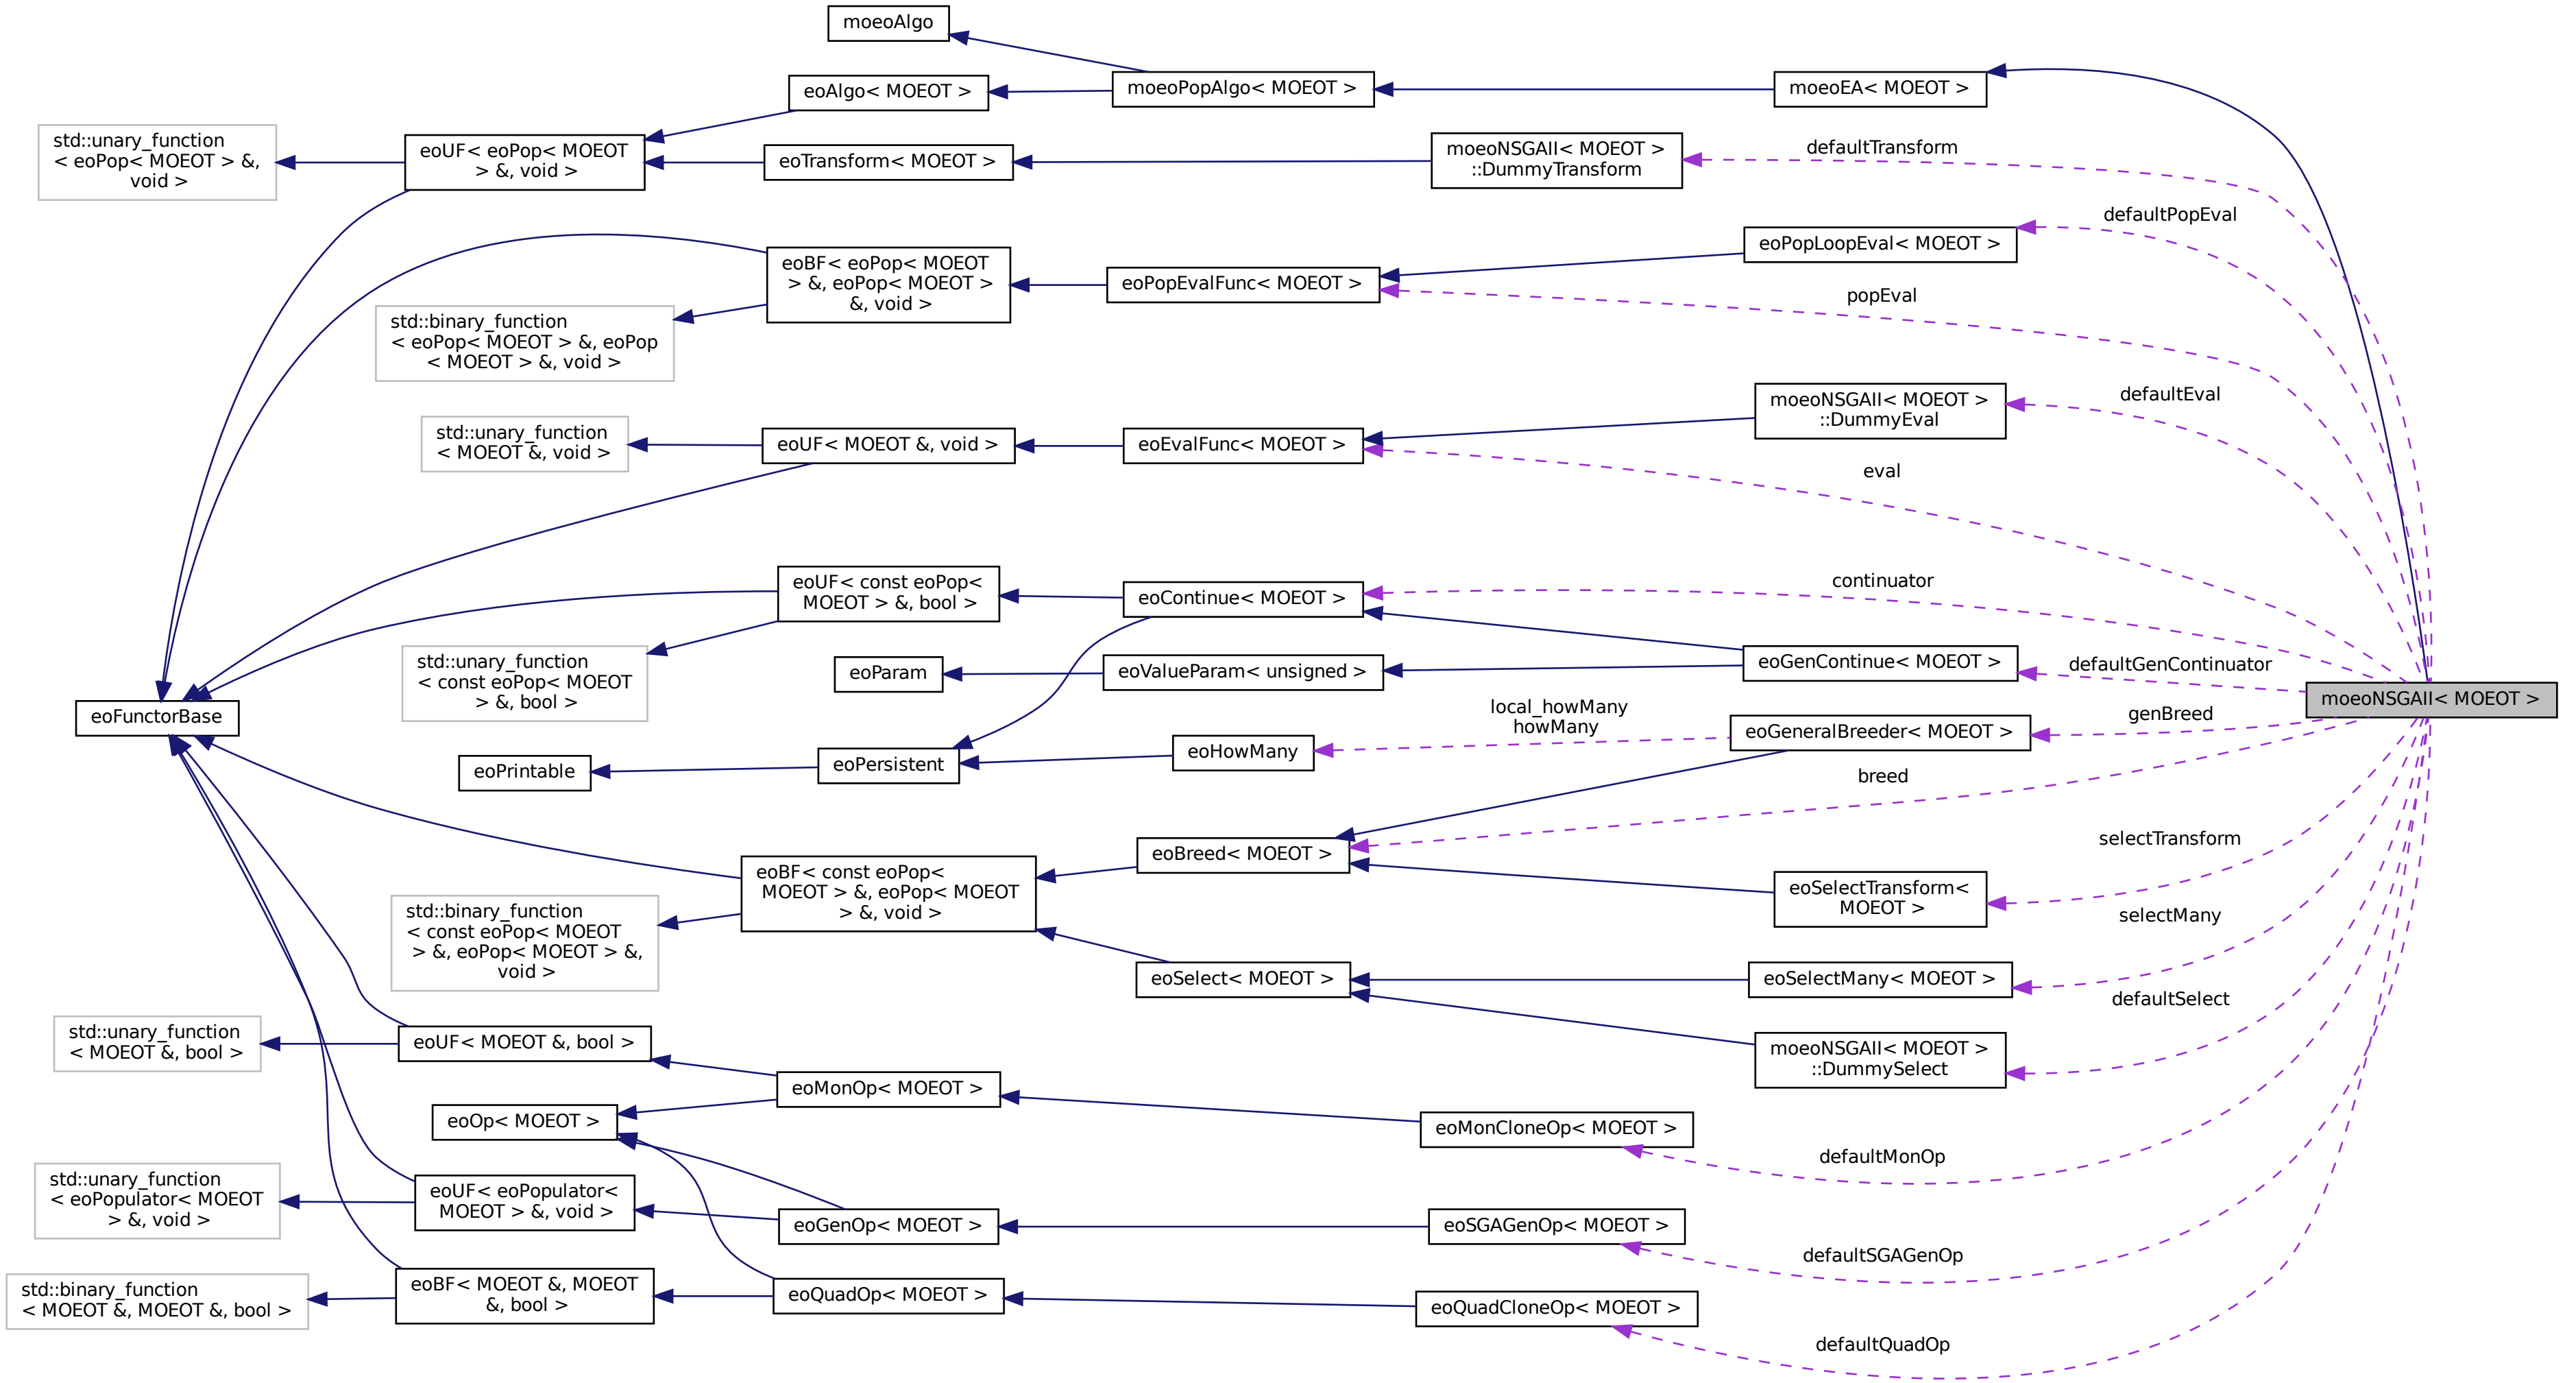 moeoAlgo
eoAlgo< MOEOT >
moeoPopAlgo< MOEOT >
moeoEA< MOEOT >
std::unary_function
< eoPop< MOEOT > &,
void >
eoUF< eoPop< MOEOT
> &, void >
eoTransform< MOEOT >
moeoNSGAII< MOEOT >
::DummyTransform
defaultTransform
defaultPopEval
eoPopLoopEval< MOEOT >
eoBF< eoPop< MOEOT
> &, eoPop< MOEOT >
&, void >
eoPopEvalFunc< MOEOT >
popEval
std::binary_function
< eoPop< MOEOT > &, eoPop
< MOEOT > &, void >
moeoNSGAII< MOEOT >
::DummyEval
defaultEval
std::unary_function
< MOEOT &, void >
eoUF< MOEOT &, void >
eoEvalFunc< MOEOT >
eval
eoUF< const eoPop<
MOEOT > &, bool >
eoContinue< MOEOT >
continuator
std::unary_function
< const eoPop< MOEOT
> &, bool >
eoParam
eoValueParam< unsigned >
eoGenContinue< MOEOT >
defaultGenContinuator
moeoNSGAII< MOEOT >
eoFunctorBase
local_howMany
howMany
eoGeneralBreeder< MOEOT >
genBreed
eoPrintable
eoPersistent
eoHowMany
breed
eoBreed< MOEOT >
selectTransform
eoBF< const eoPop<
MOEOT > &, eoPop< MOEOT
> &, void >
eoSelectTransform<
MOEOT >
std::binary_function
< const eoPop< MOEOT
> &, eoPop< MOEOT > &,
void >
selectMany
eoSelect< MOEOT >
eoSelectMany< MOEOT >
defaultSelect
std::unary_function
< MOEOT &, bool >
eoUF< MOEOT &, bool >
moeoNSGAII< MOEOT >
::DummySelect
eoMonOp< MOEOT >
eoOp< MOEOT >
eoMonCloneOp< MOEOT >
defaultMonOp
std::unary_function
< eoPopulator< MOEOT
> &, void >
eoUF< eoPopulator<
MOEOT > &, void >
eoGenOp< MOEOT >
eoSGAGenOp< MOEOT >
defaultSGAGenOp
std::binary_function
< MOEOT &, MOEOT &, bool >
eoBF< MOEOT &, MOEOT
&, bool >
eoQuadOp< MOEOT >
eoQuadCloneOp< MOEOT >
defaultQuadOp